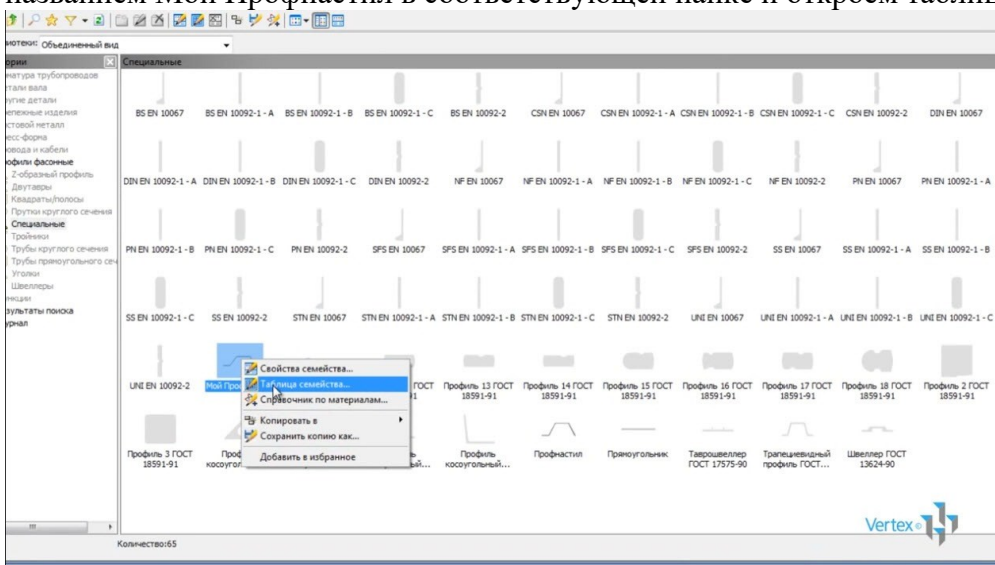 названием Мой Профнастил в соответствующей папке и откроем таблиц
иотеки: Объединенный вид
ории
Специальные
матура трубопроводов
етали вала
ругие детали
епежные изделия
стовой металл
есс-форма
овода и кабели
офили фасонные
Z-образный профиль
Двутавры
Квадраты/полосы
Прутки круглого сечения
Специальные
Тройники
Трубы круглого сечения
Трубы прямоугольного сеч
Уголки
Швеллеры
нкции
зультаты поиска
урнал
BS EN 10067 BS EN 10092-1 - A BS EN 10092-1 - B BS EN 10092-1 - C BS EN 10092-2 CSN EN 10067 CSN EN 10092-1 - A CSN EN 10092-1 - B CSN EN 10092-1 - C CSN EN 10092-2 DIN EN 10067
DIN EN 10092-1 - A DIN EN 10092-1 - B DIN EN 10092-1 - C DIN EN 10092-2 NF EN 10067 NF EN 10092-1 - A NF EN 10092-1 - B NF EN 10092-1 - C NF EN 10092-2 PN EN 10067 PN EN 10092-1 - A
PN EN 10092-1 - B PN EN 10092-1 - C PN EN 10092-2 SFS EN 10067 SFS EN 10092-1 - A SFS EN 10092-1 - B SFS EN 10092-1 - C SFS EN 10092-2 SS EN 10067 SS EN 10092-1 - A SS EN 10092-1 - B
SS EN 10092-1 - C SS EN 10092-2 STN EN 10067 STN EN 10092-1 - A STN EN 10092-1 - B STN EN 10092-1 - C STN EN 10092-2 UNI EN 10067 UNI EN 10092-1 - A UNI EN 10092-1 - B UNI EN 10092-1 - C
UNI EN 10092-2 Мой Про ГОСТ Профиль 13 ГОСТ Профиль 14 ГОСТ Профиль 15 ГОСТ Профиль 16 ГОСТ Профиль 17 ГОСТ Профиль 18 ГОСТ Профиль 2 ГОСТ
18591-91 18591-91 18591-91 18591-91 18591-91 18591-91 18591-91
Свойства семейства...
Таблица семейства...
Справочник по материалам...
Копировать в
Сохранить копию как...
Добавить в избранное
Профиль 3 ГОСТ Проф Профиль Профнастил Прямоугольник Таврошвеллер Трапециевидный Швеллер ГОСТ
18591-91 косоугол ый... косоугольный... ГОСТ 17575-90 профиль ГОСТ... 13624-90
Vertex
Количество:65